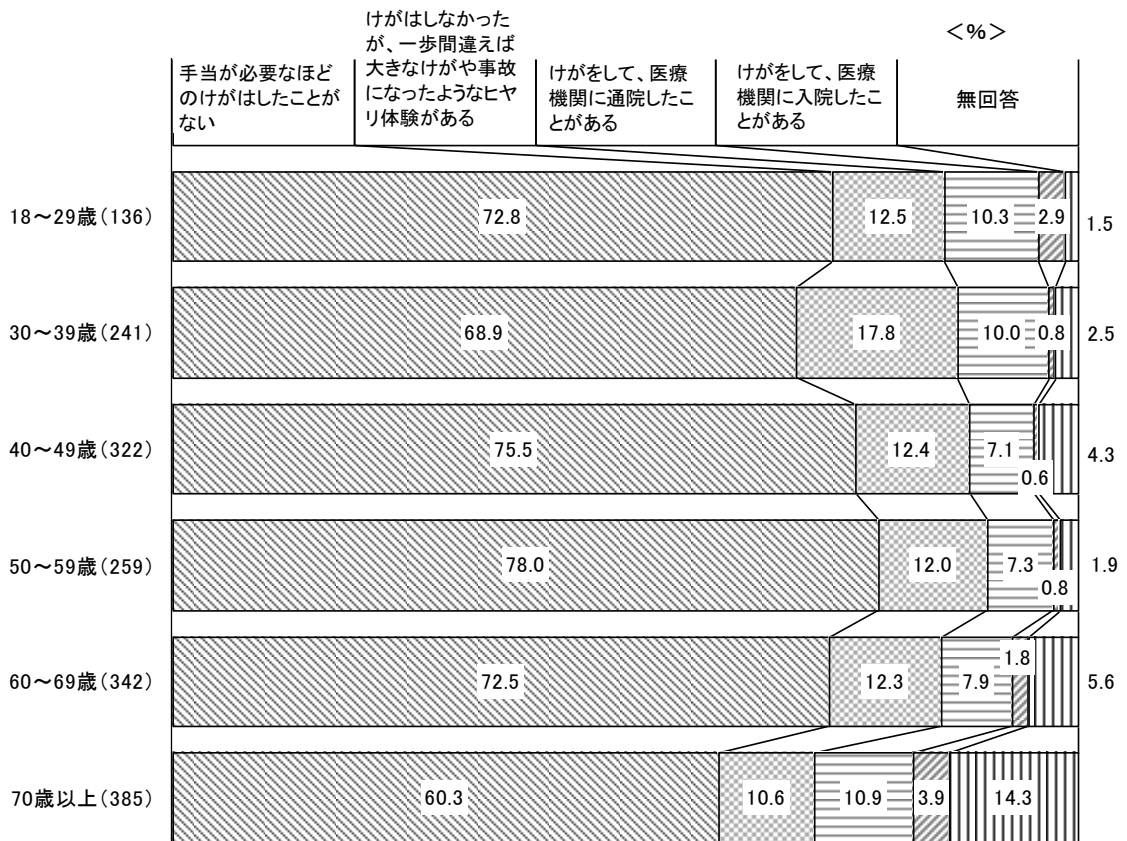 ＜%＞
手当が必要なほど
のけがはしたことが
ない
けがはしなかった
が、一歩間違えば
大きなけがや事故
になったようなヒヤ
リ体験がある
けがをして、医療
機関に通院したこ
とがある
けがをして、医療
機関に入院したこ
とがある
無回答
18～29歳(136) 72.8 12.5 10.3 2.9 1.5
30～39歳(241) 68.9 17.8 10.0 0.8 2.5
40～49歳(322) 75.5 12.4 7.1 0.6 4.3
50～59歳(259) 78.0 12.0 7.3 0.8 1.9
60～69歳(342) 72.5 12.3 7.9 1.8 5.6
70歳以上(385) 60.3 10.6 10.9 3.9 14.3